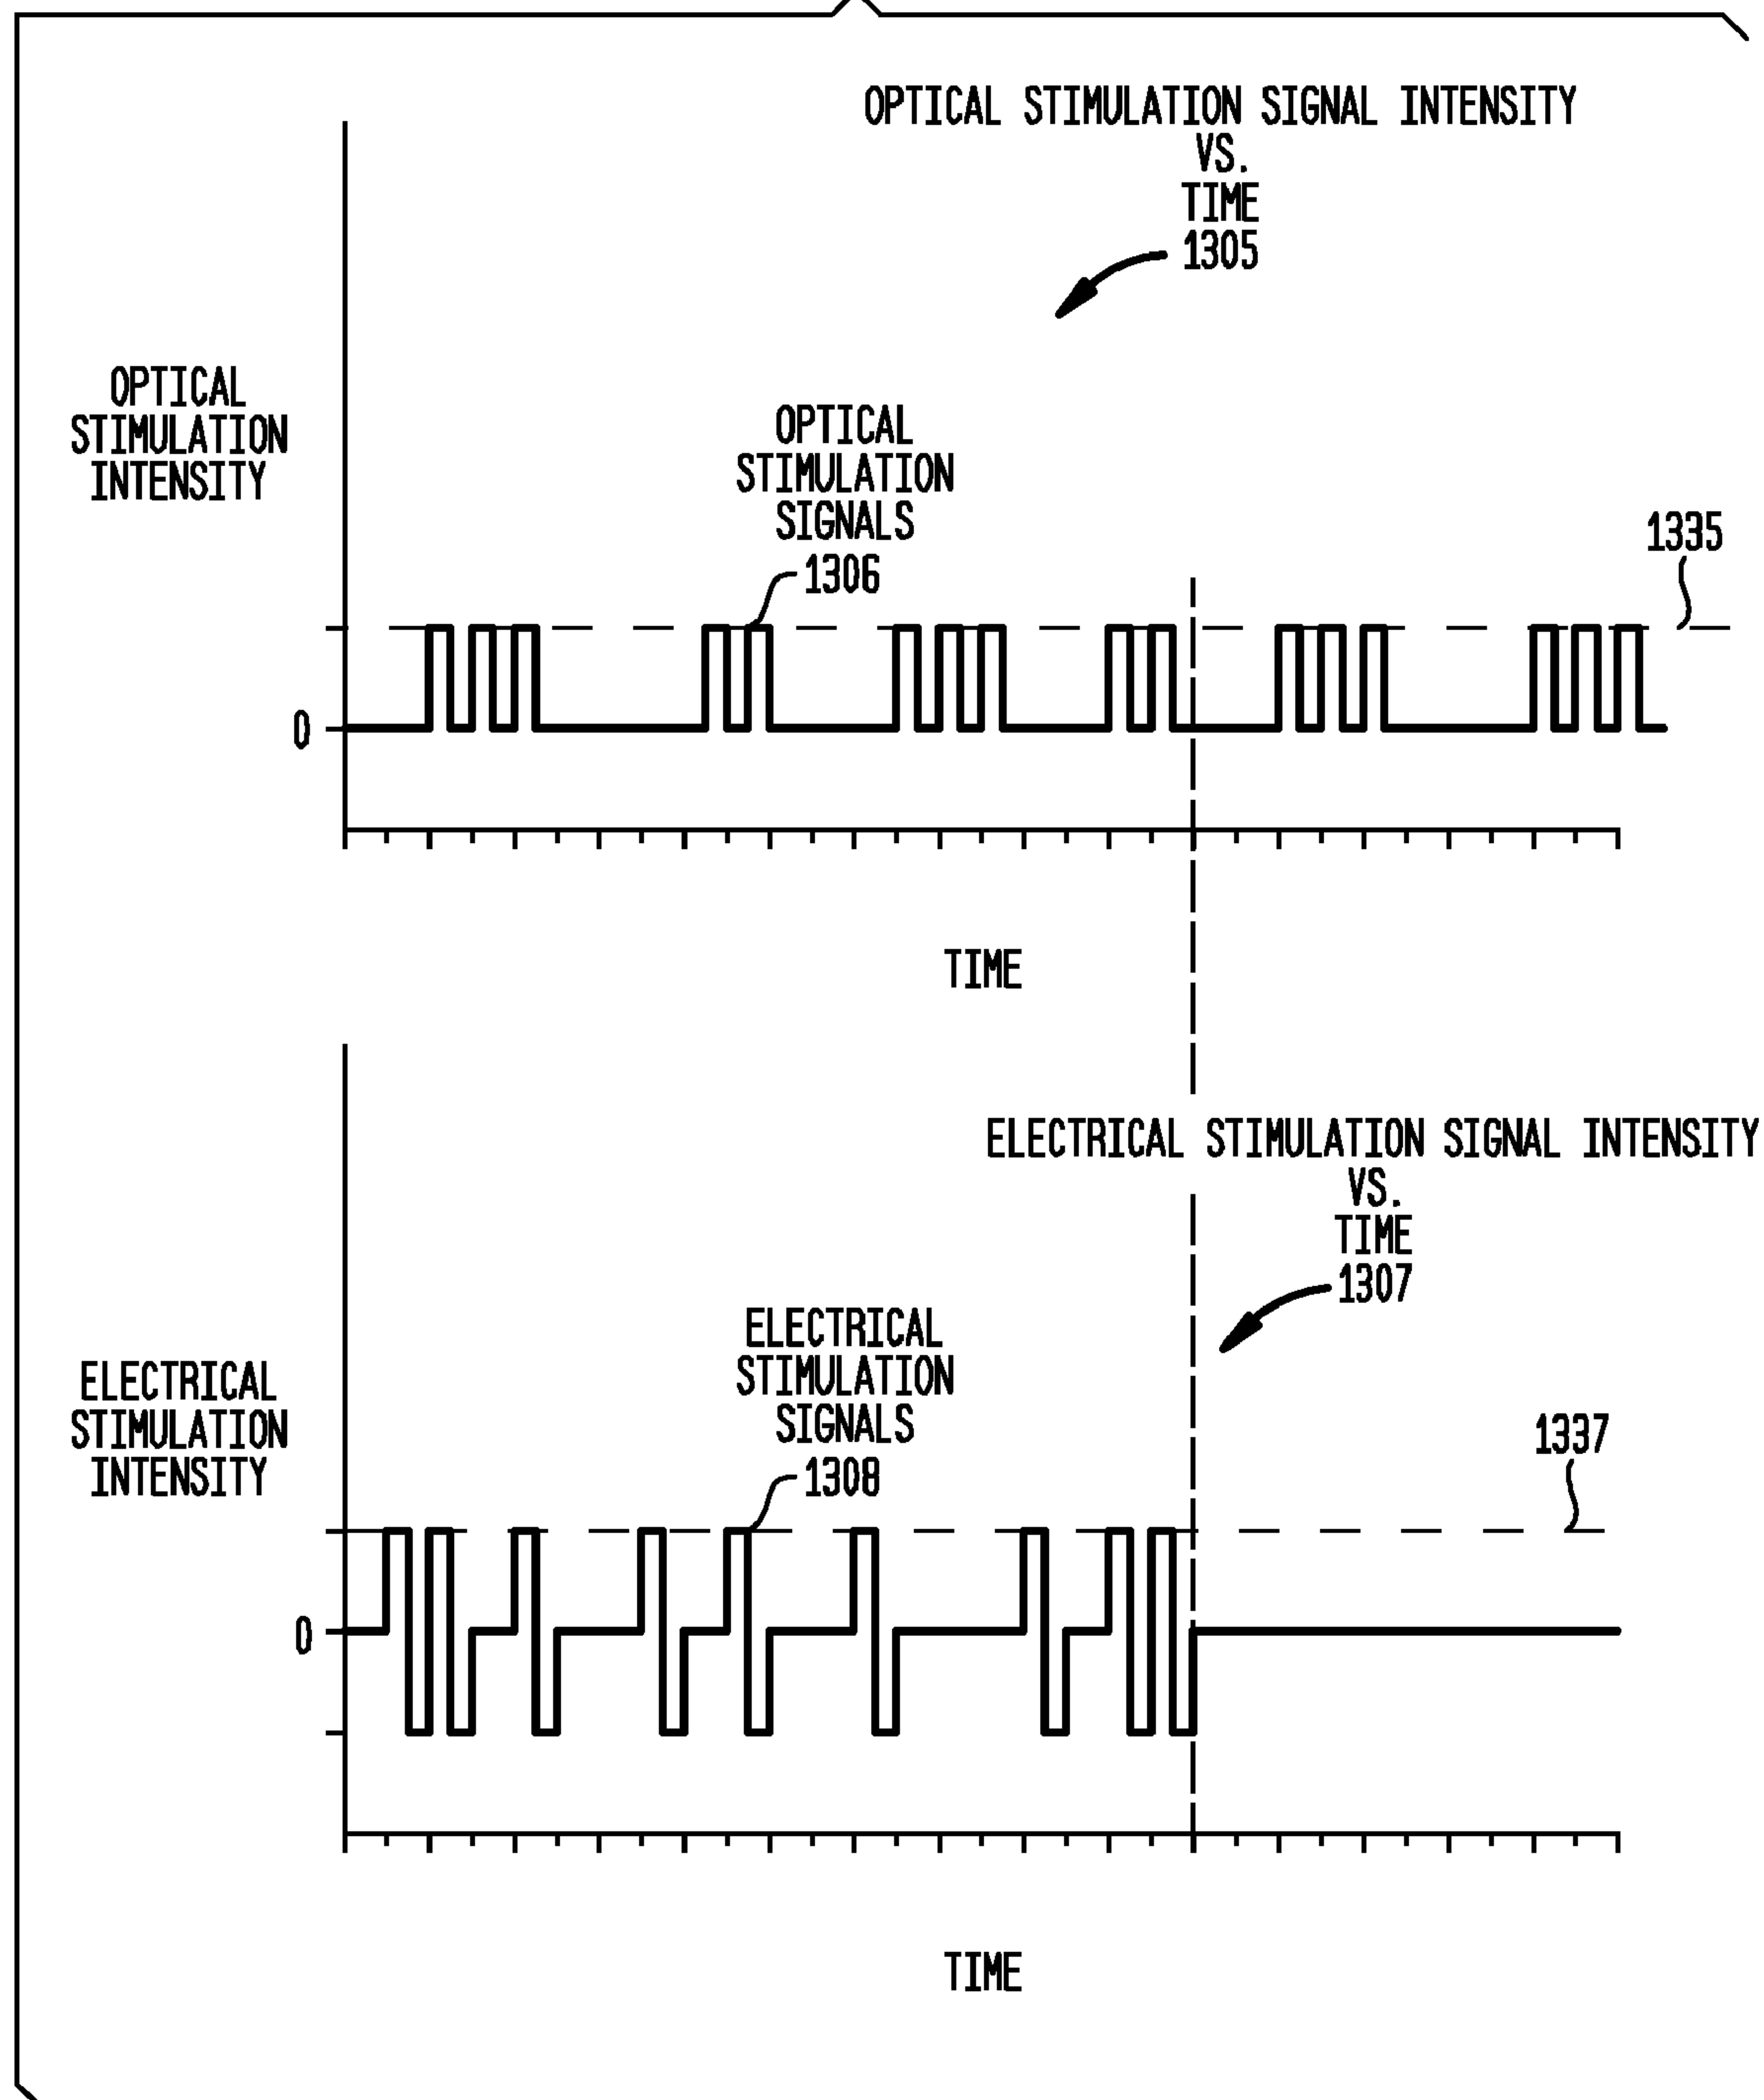 OPTICAL STIMULATION SIGNAL INTENSITY
VS.
TIME
1305
OPTICAL
STIMULATION
INTENSITY
OPTICAL
STIMULATION
SIGNALS
1306
1335
0
TIME
ELECTRICAL STIMULATION SIGNAL INTENSITY
VS.
TIME
1307
ELECTRICAL
STIMULATION
SIGNALS
1308
ELECTRICAL
STIMULATION
INTENSITY
1337
0
TIME